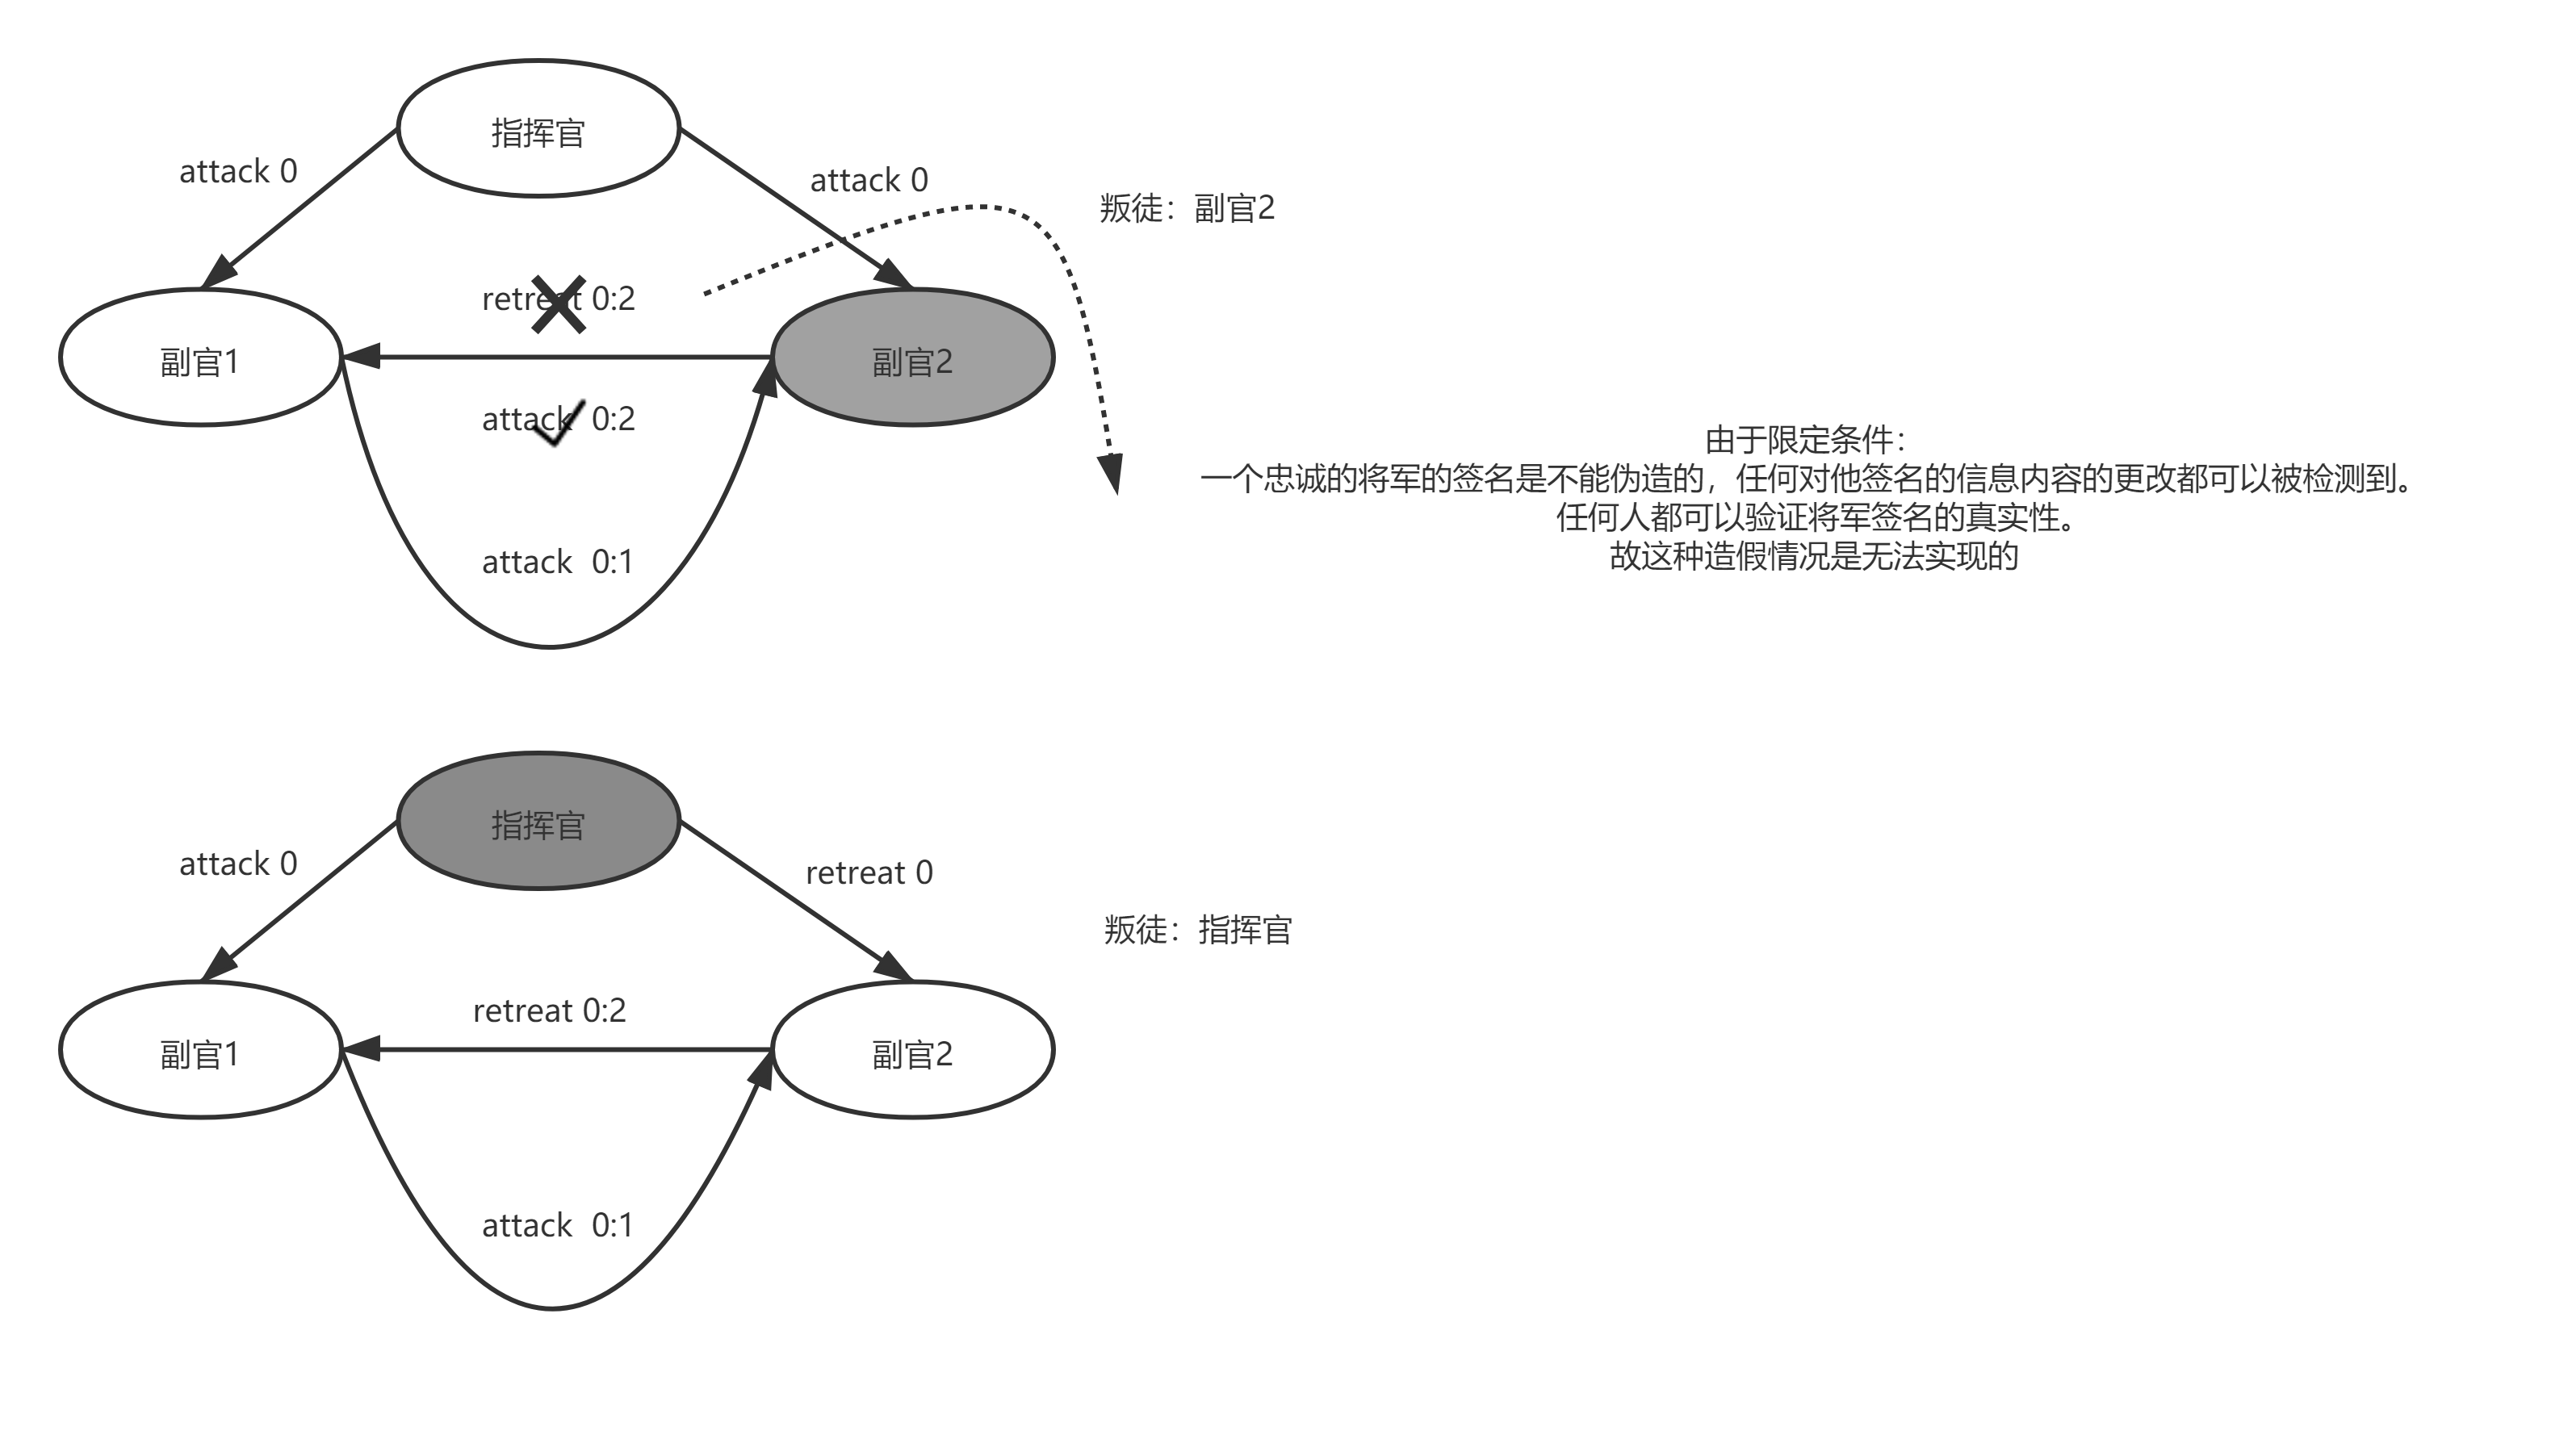 指挥官
attack 0
attack 0
叛徒：副官2
retreat 0:2
副官1
副官2
attack 0:2
由于限定条件：
一个忠诚的将军的签名是不能伪造的，任何对他签名的信息内容的更改都可以被检测到。
任何人都可以验证将军签名的真实性。
故这种造假情况是无法实现的
attack 0:1
指挥官
attack 0
retreat 0
叛徒：指挥官
retreat 0:2
副官1
副官2
attack 0:1